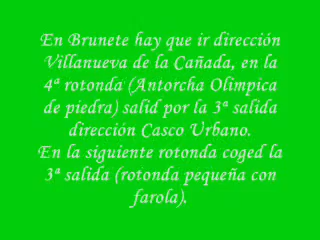 En Brunete hay que ir dirección
Villanueva de la Cañada, en la
4ª rotonda (Antorcha Olimpica
de piedra) salid por la 3ª salida
dirección Casco Urbano.
En la siguiente rotonda coged la
3ª salida (rotonda pequeña con
farola).